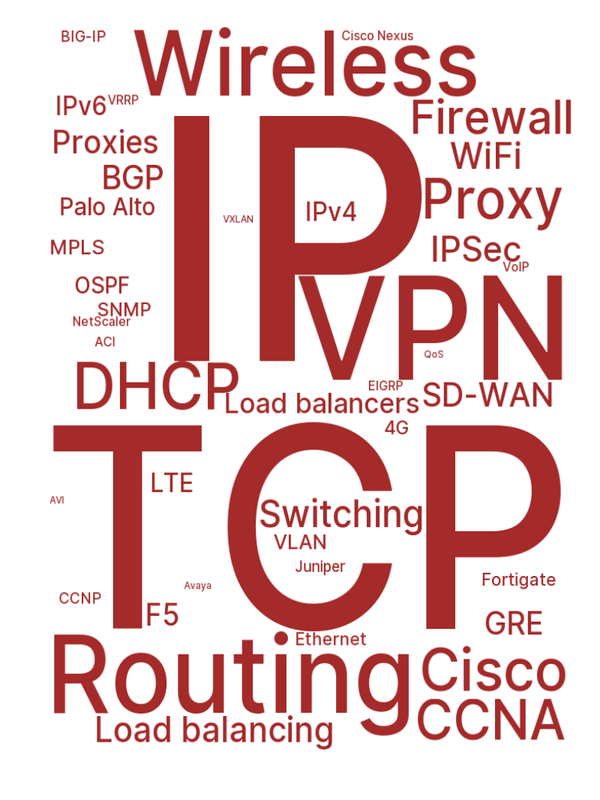 BIG-IP
Wireless
Cisco Nexus
IPv6
VRRP
Firewall
Proxies
WiFi
BGP
IP
Proxy
Palo Alto
VXLAN
IPv4
MPLS
IPSec
VoIP
OSPF
SNMP
NetScaler
VPN
ACI
QoS
DHCP
EIGRP
Load balancers
SD-WAN
4G
TCP
LTE
AVI
Switching
VLAN
Juniper
Fortigate
Avaya
CCNP
F5
GRE
Ethernet
Routing
Cisco
CCNA
Load balancing